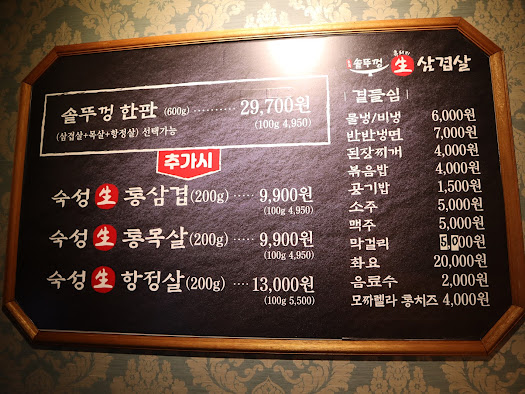 솥뚜껑 生 삼겹살
솥뚜껑 한판 (600g) ·········· 29,700원
(삼겹살+목살+항정살) 선택가능 (100g 4,950)
추가시
숙성 生 통삼겹(200g) ····· 9,900원
(100g 4,950)
숙성 生 통목살(200g) ····· 9,900원
(100g 4,950)
숙성 生 항정살(200g) ···· 13,000원
(100g 5,500)
곁들임
물냉/비냉 6,000원
반반냉면 7,000원
된장찌개 4,000원
볶음밥 4,000원
공기밥 1,500원
소주 5,000원
맥주 5,000원
막걸리 5,000원
화요 20,000원
음료수 2,000원
모짜렐라 콩치즈 4,000원